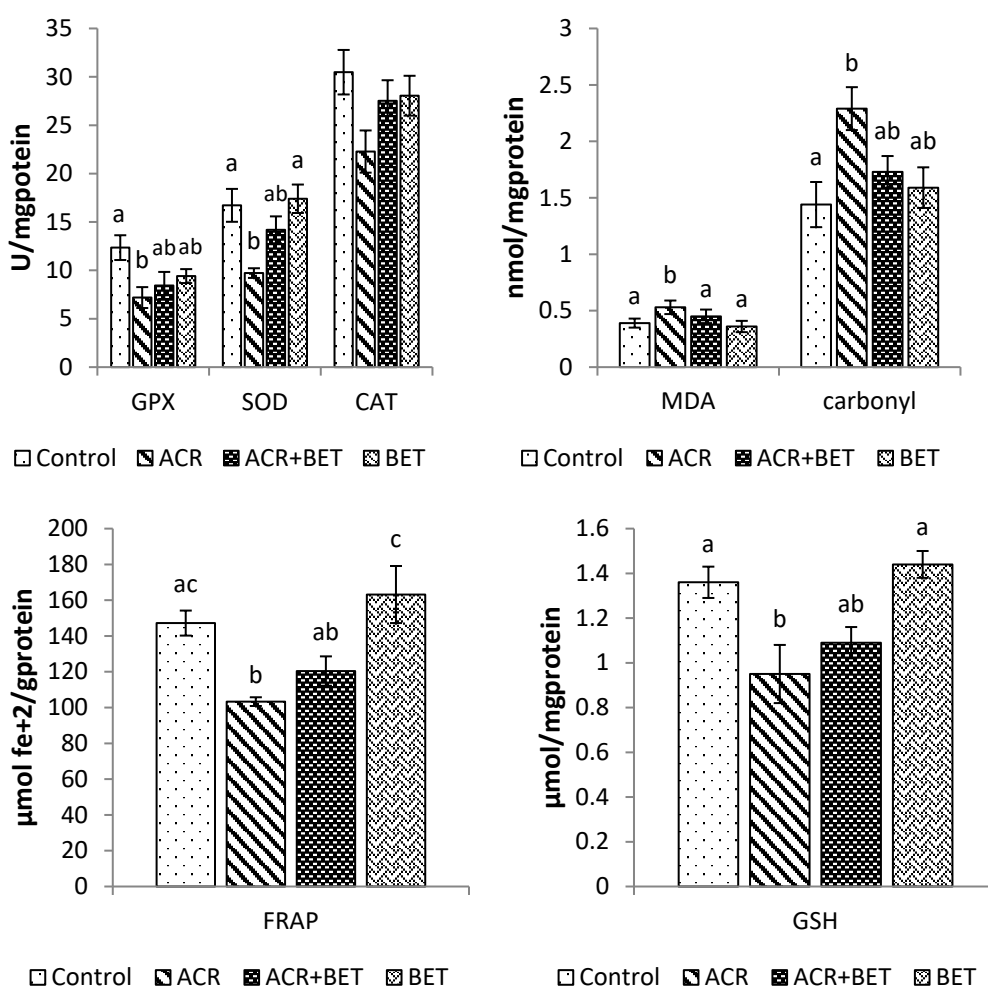 U/mgpotein
35
30
25
20
15
10
5
0
a b ab ab
a b ab a
GPX SOD CAT
Control ACR ACR+BET BET
nmol/mgprotein
3
2.5
2
1.5
1
0.5
0
a b a a
a b ab ab
MDA carbonyl
Control ACR ACR+BET BET
µmol fe+2/gprotein
200
180
160
140
120
100
80
60
40
20
0
ac b ab c
FRAP
Control ACR ACR+BET BET
µmol/mgprotein
1.6
1.4
1.2
1
0.8
0.6
0.4
0.2
0
a b ab a
GSH
Control ACR ACR+BET BET